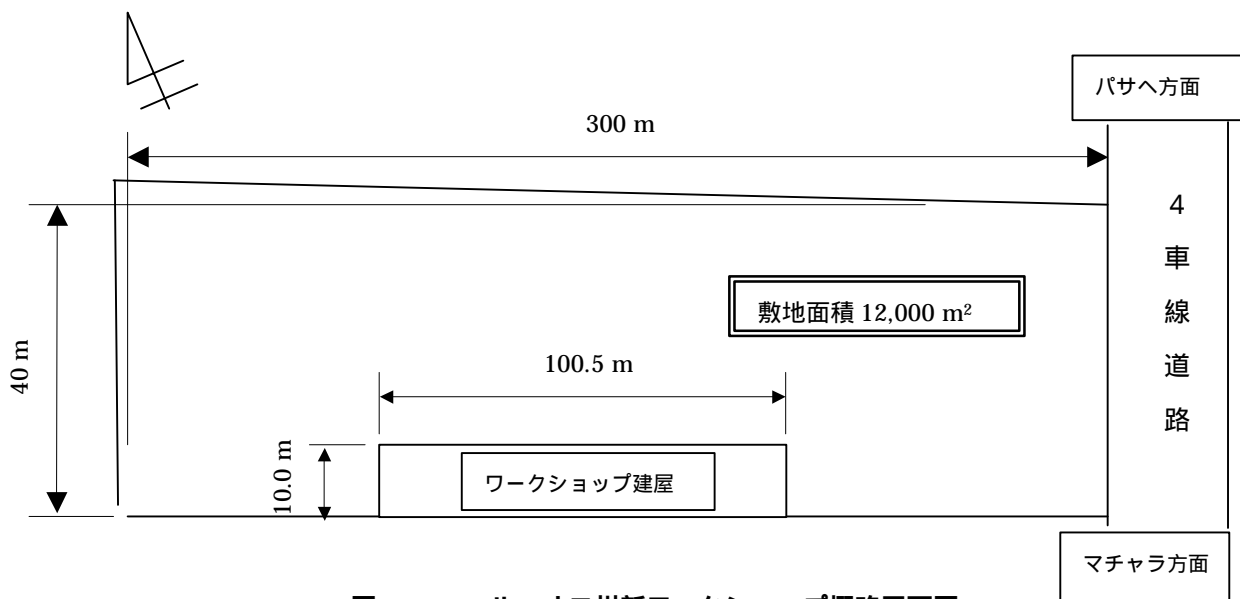 パサヘ方面
300 m
4車線道路
敷地面積 12,000 m²
40 m
100.5 m
10.0 m
ワークショップ建屋
マチャラ方面